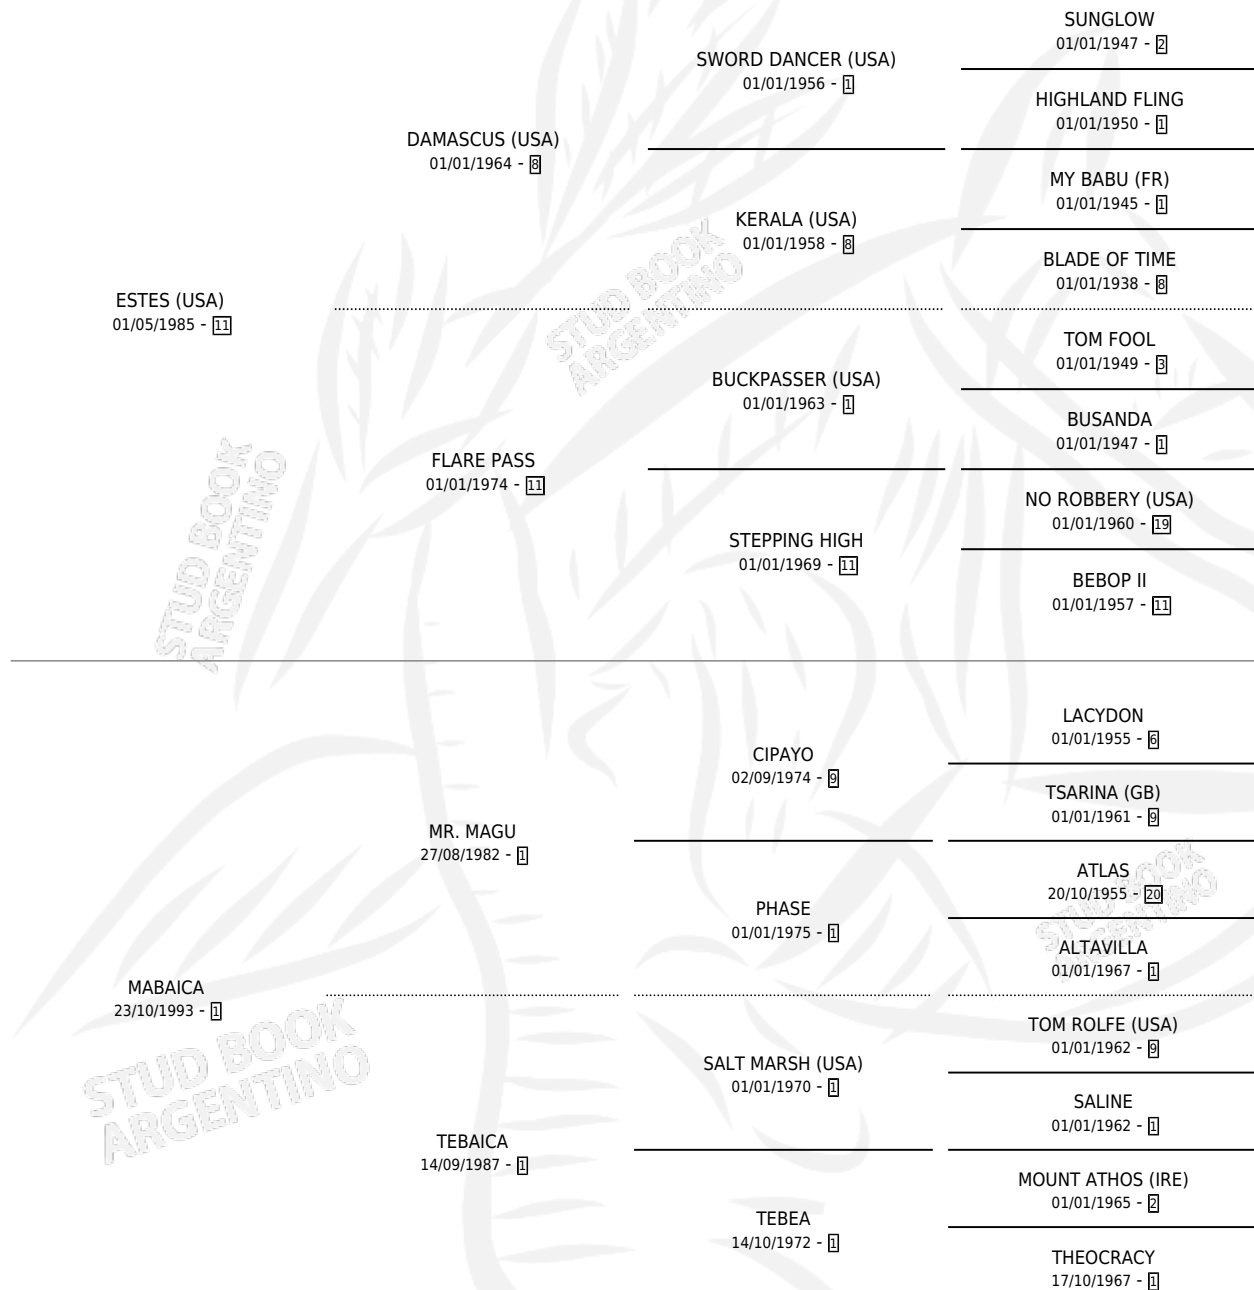 SUNGLOW
01/01/1947 - 2
SWORD DANCER (USA)
01/01/1956 - 1
HIGHLAND FLING
01/01/1950 - 1
DAMASCUS (USA)
01/01/1964 - 8
MY BABU (FR)
01/01/1945 - 1
KERALA (USA)
01/01/1958 - 8
BLADE OF TIME
01/01/1938 - 8
ESTES (USA)
01/05/1985 - 11
TOM FOOL
01/01/1949 - 3
BUCKPASSER (USA)
01/01/1963 - 1
BUSANDA
01/01/1947 - 1
FLARE PASS
01/01/1974 - 11
NO ROBBERY (USA)
01/01/1960 - 19
STEPPING HIGH
01/01/1969 - 11
BEBOP II
01/01/1957 - 11
LACYDON
01/01/1955 - 6
CIPAYO
02/09/1974 - 9
TSARINA (GB)
01/01/1961 - 9
MR. MAGU
27/08/1982 - 1
ATLAS
20/10/1955 - 20
PHASE
01/01/1975 - 1
ALTAVILLA
01/01/1967 - 1
MABAICA
23/10/1993 - 1
TOM ROLFE (USA)
01/01/1962 - 9
SALT MARSH (USA)
01/01/1970 - 1
SALINE
01/01/1962 - 1
TEBAICA
14/09/1987 - 1
MOUNT ATHOS (IRE)
01/01/1965 - 2
TEBEA
14/10/1972 - 1
THEOCRACY
17/10/1967 - 1
STUD BOOK
ARGENTINO
STUD BOOK
ARGENTINO
STUD BOOK
ARGENTINO
STUD BOOK
ARGENTINO